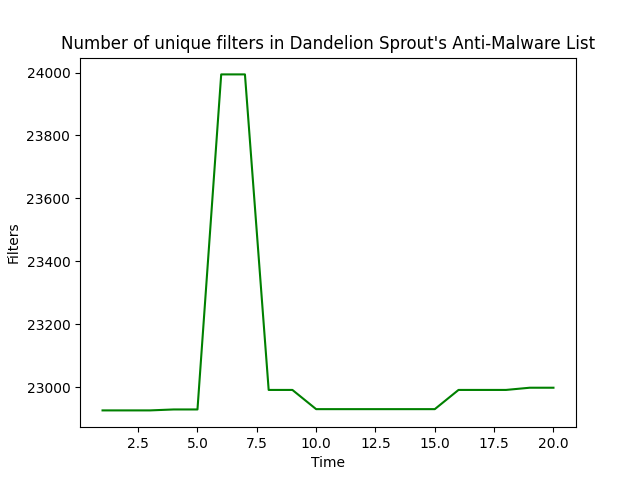 Number of unique filters in Dandelion Sprout's Anti-Malware List
24000
23800
23600
23400
23200
23000
Filters
2.5 5.0 7.5 10.0 12.5 15.0 17.5 20.0
Time